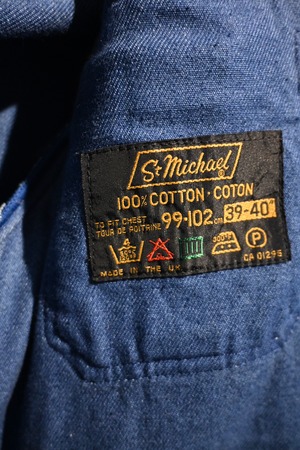 St Michael®
100% COTTON · COTON
TO FIT CHEST
TOUR DE POITRINE
99·102cm 39-40"
4
P
MADE IN THE UK
CA 01295